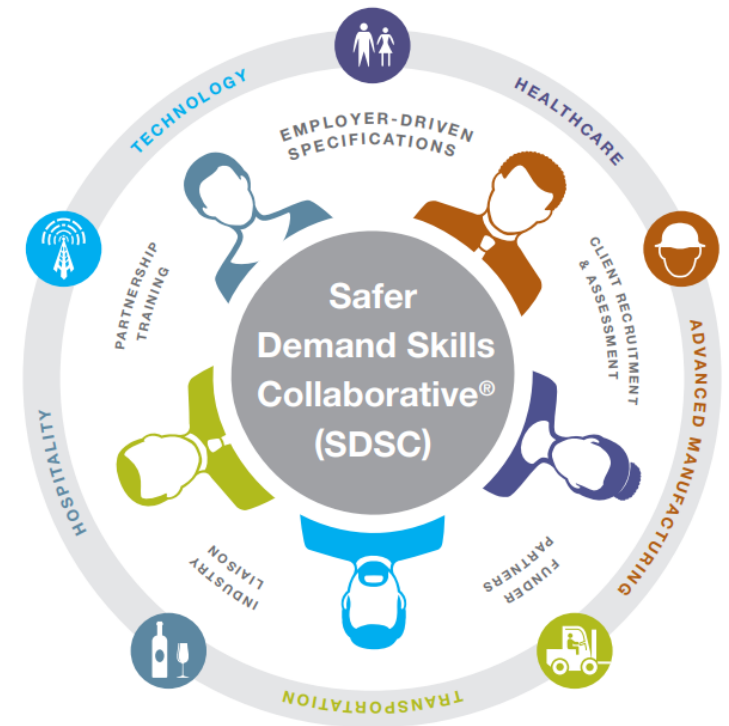 Safer
Demand Skills
Collaborative®
(SDSC)
EMPLOYER-DRIVEN
SPECIFICATIONS
CLIENT RECRUITMENT
& ASSESSMENT
FUNDER
PARTNERS
INDUSTRY
LIAISON
PARTNERSHIP
TRAINING
TECHNOLOGY
HEALTHCARE
ADVANCED MANUFACTURING
TRANSPORTATION
HOSPITALITY